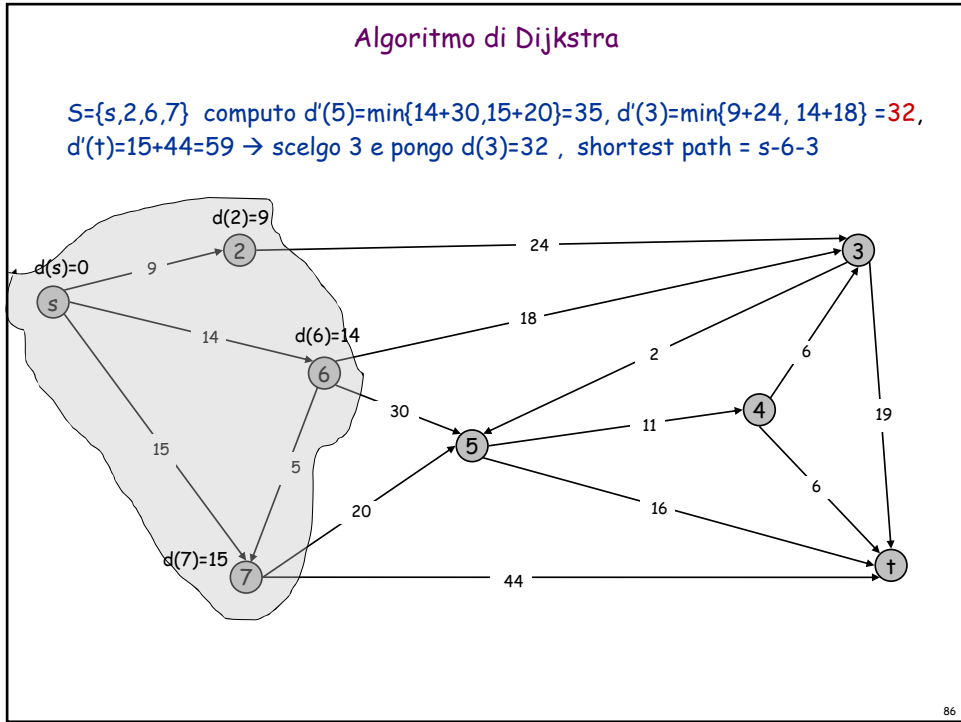 Algoritmo di Dijkstra
S={s,2,6,7} computo d'(5)=min{14+30,15+20}=35, d'(3)=min{9+24, 14+18} =32,
d'(t)=15+44=59 → scelgo 3 e pongo d(3)=32 , shortest path = s-6-3
d(2)=9
2
24
3
d(s)=0
9
s
18
14
d(6)=14
6
2
6
30
4
19
11
5
15
5
6
20
16
d(7)=15
7
44
t
86